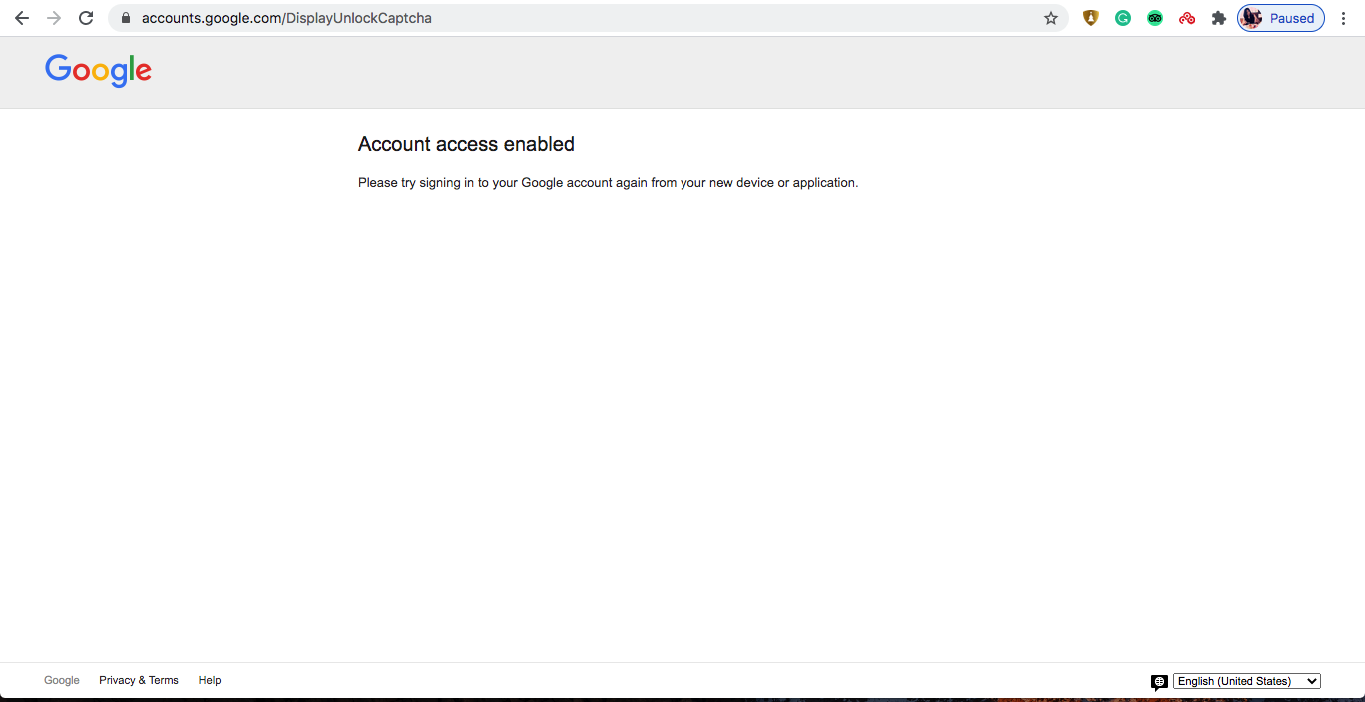 accounts.google.com/DisplayUnlockCaptcha
Paused
Google
Account access enabled
Please try signing in to your Google account again from your new device or application.
Google Privacy & Terms Help
English (United States)